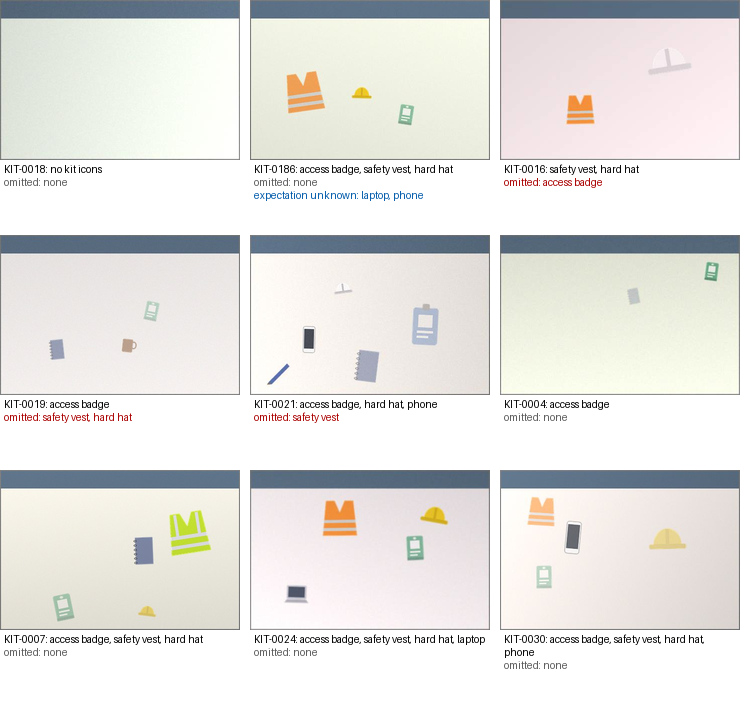 KIT-0018: no kit icons
omitted: none
KIT-0186: access badge, safety vest, hard hat
omitted: none
expectation unknown: laptop, phone
KIT-0016: safety vest, hard hat
omitted: access badge
KIT-0019: access badge
omitted: safety vest, hard hat
KIT-0021: access badge, hard hat, phone
omitted: safety vest
KIT-0004: access badge
omitted: none
KIT-0007: access badge, safety vest, hard hat
omitted: none
KIT-0024: access badge, safety vest, hard hat, laptop
omitted: none
KIT-0030: access badge, safety vest, hard hat,
phone
omitted: none